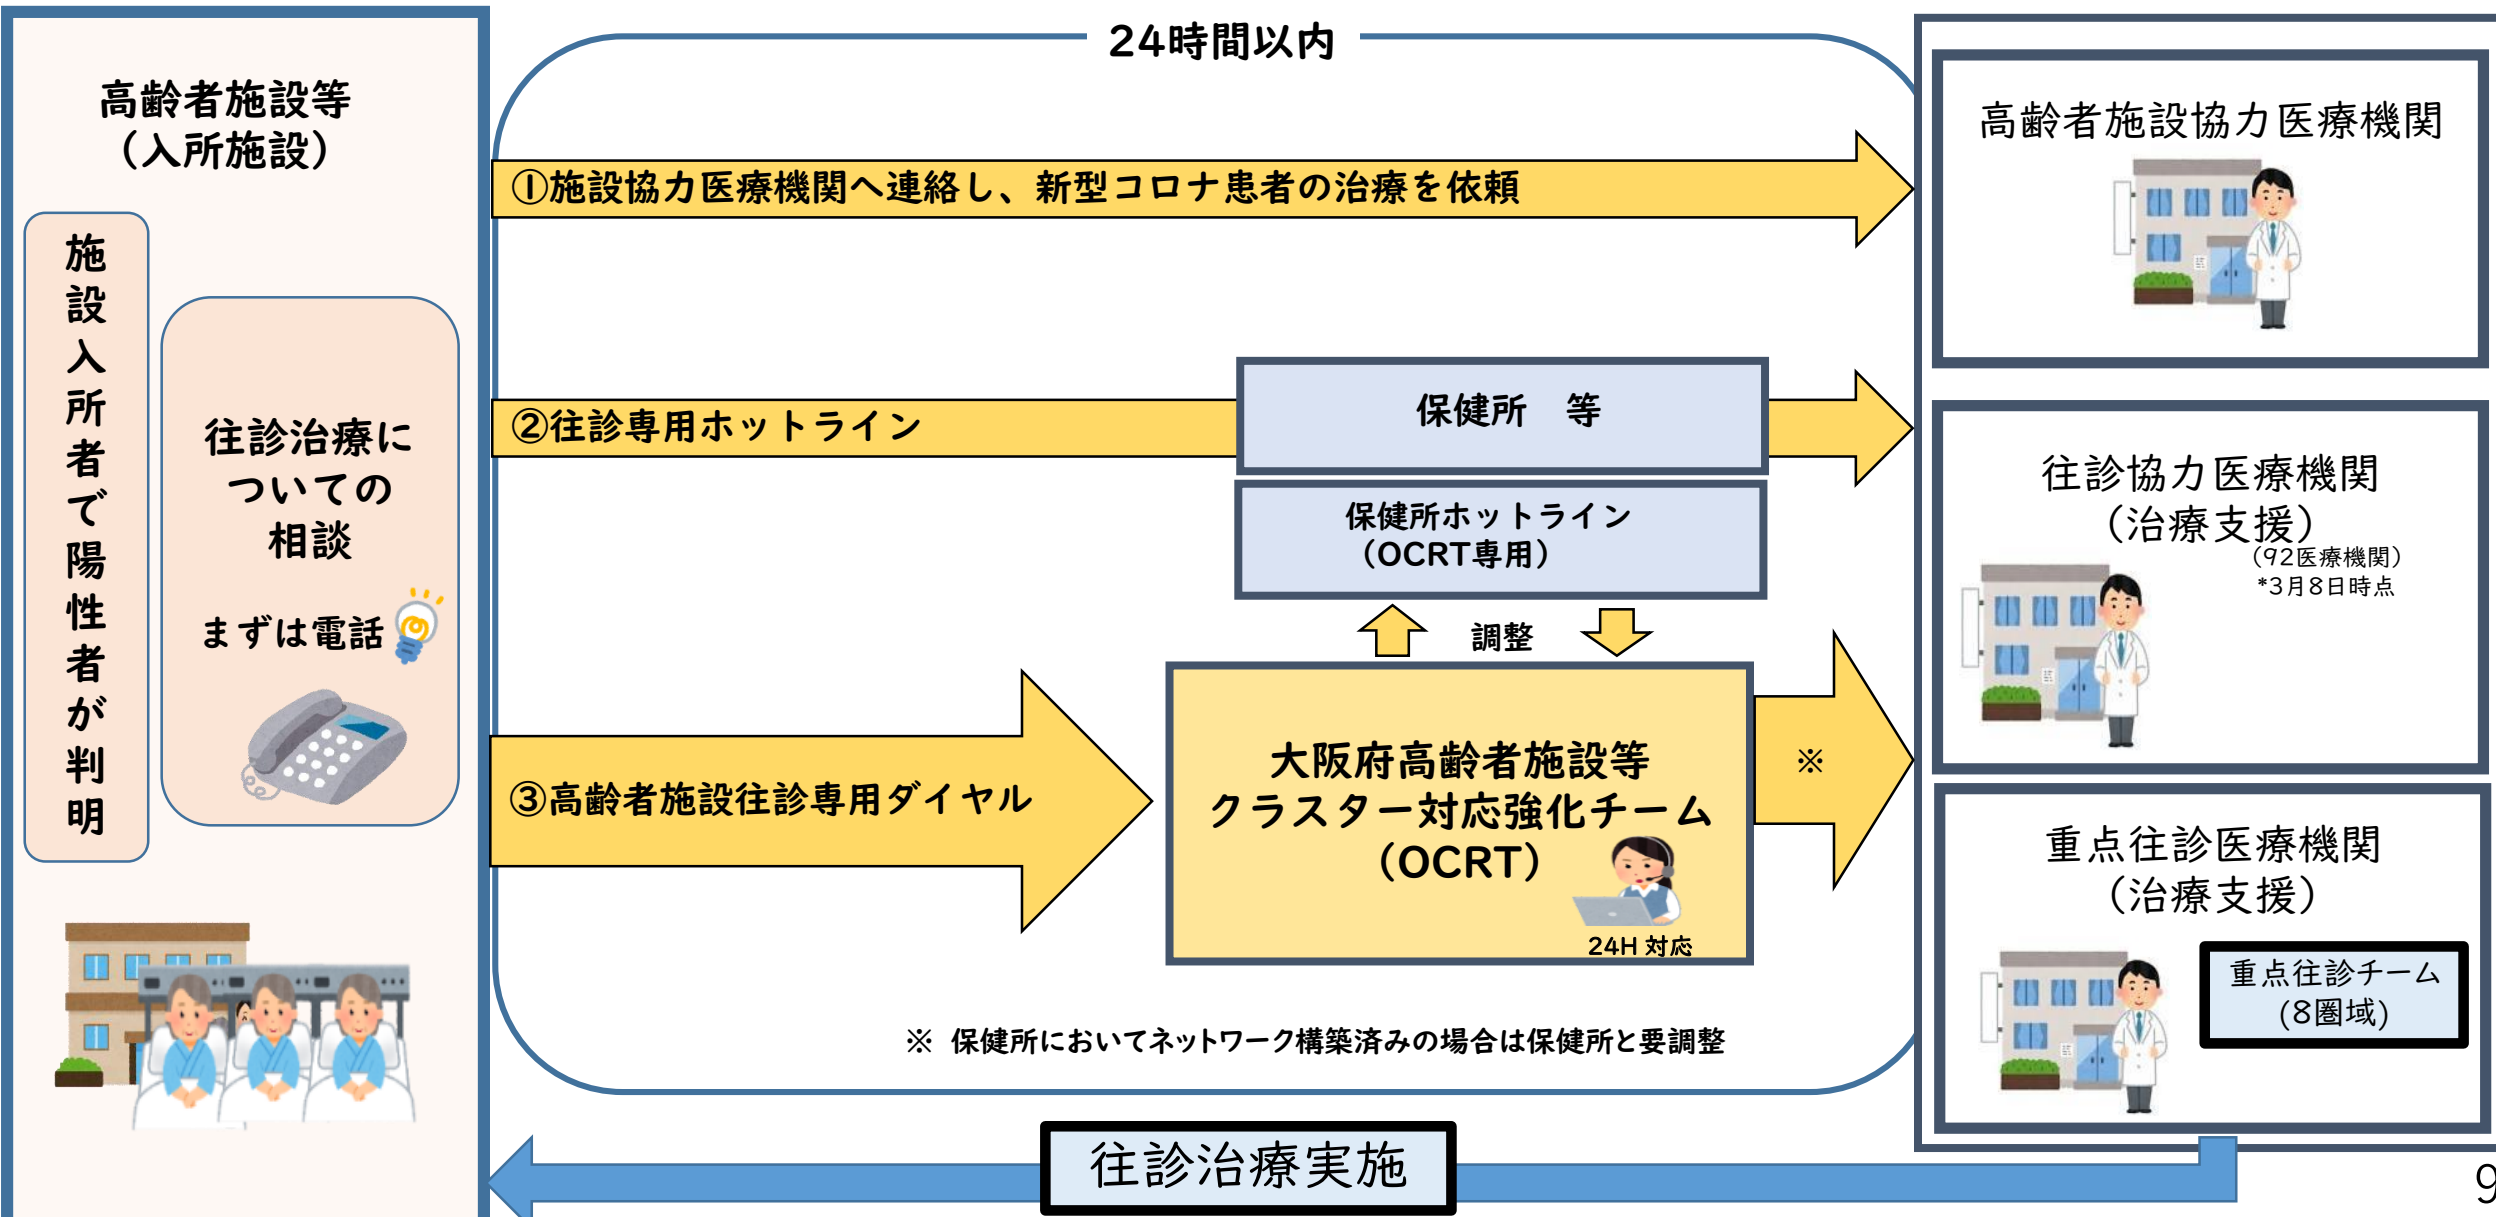 24時間以内
高齢者施設等
（入所施設）
施設入所者で陽性者が判明
往診治療に
ついての
相談
まずは電話
①施設協力医療機関へ連絡し、新型コロナ患者の治療を依頼
②往診専用ホットライン
保健所　等
保健所ホットライン
（OCRT専用）
調整
③高齢者施設往診専用ダイヤル
大阪府高齢者施設等
クラスター対応強化チーム
（OCRT）
24H 対応
※
※ 保健所においてネットワーク構築済みの場合は保健所と要調整
高齢者施設協力医療機関
往診協力医療機関
（治療支援）
（92医療機関）
*3月8日時点
重点往診医療機関
（治療支援）
重点往診チーム
(8圏域)
往診治療実施
9